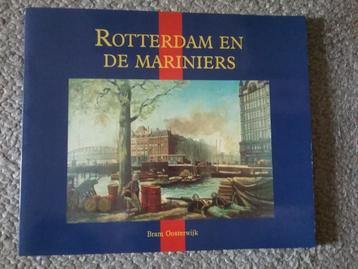 ROTTERDAM EN
DE MARINIERS
Bram Oosterwijk